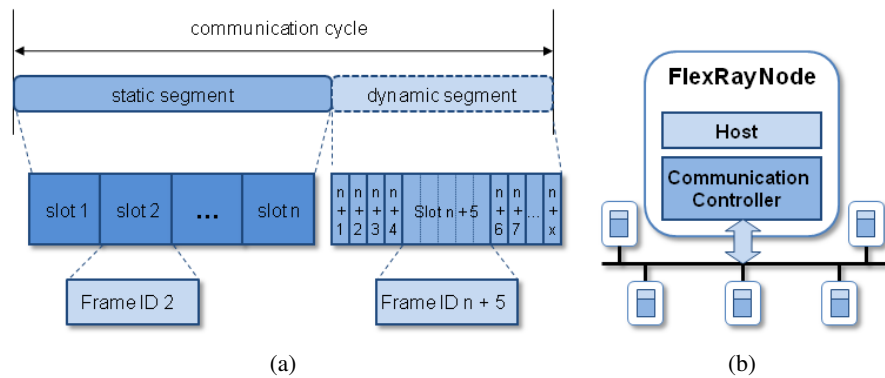 communication cycle
static segment
dynamic segment
slot 1
slot 2
...
slot n
n+1
n+2
n+3
n+4
Slot n + 5
n+6
n+7
...
n+x
Frame ID 2
Frame ID n + 5
(a)
FlexRayNode
Host
Communication
Controller
(b)